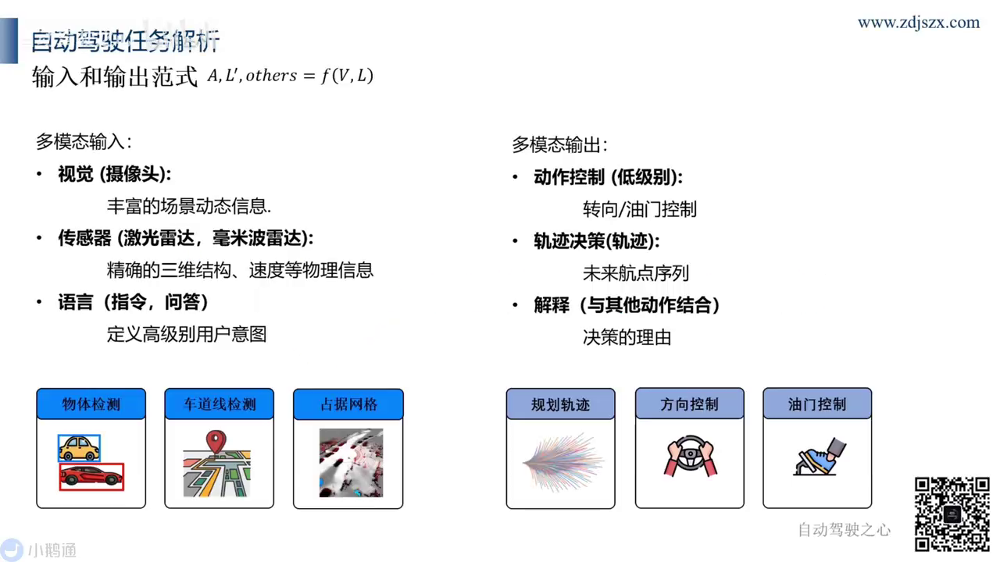 www.zdjszx.com
自动驾驶任务解析
输入和输出范式 A, L′, others = f(V, L)
多模态输入：
• 视觉 (摄像头):
丰富的场景动态信息.
• 传感器 (激光雷达，毫米波雷达):
精确的三维结构、速度等物理信息
• 语言（指令，问答）
定义高级别用户意图
多模态输出：
• 动作控制 (低级别):
转向/油门控制
• 轨迹决策(轨迹):
未来航点序列
• 解释（与其他动作结合）
决策的理由
物体检测
车道线检测
占据网格
规划轨迹
方向控制
油门控制
自动驾驶之心
小鹅通